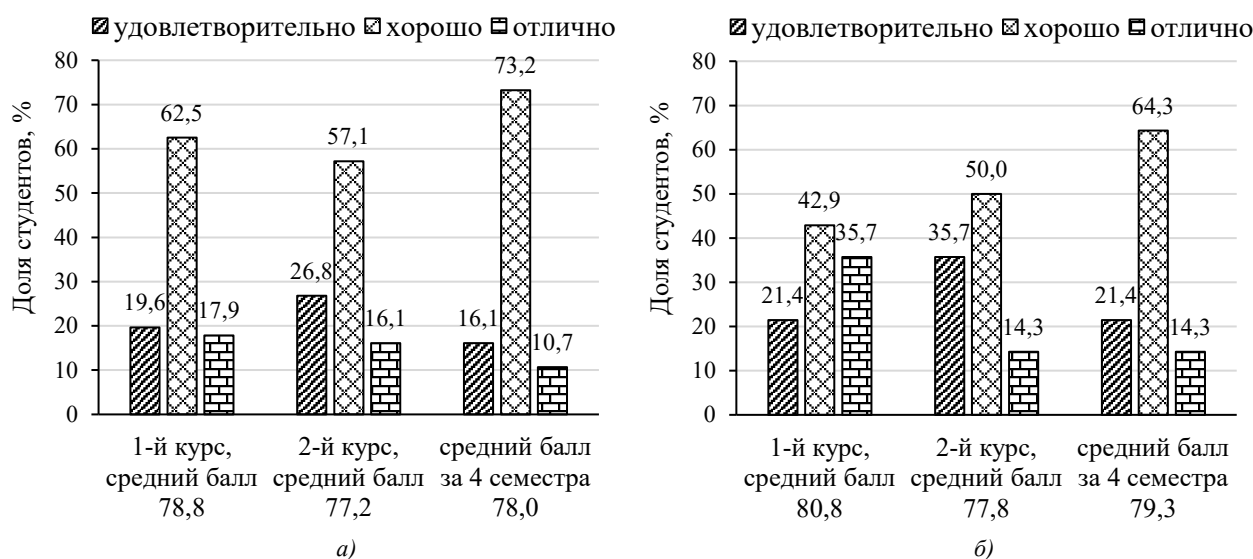 удовлетворительно хорошо отлично
Доля студентов, %
80
70
60
50
40
30
20
10
0
19,6
62,5
17,9
26,8
57,1
16,1
16,1
73,2
10,7
1-й курс,
средний балл
78,8
2-й курс,
средний балл
77,2
средний балл
за 4 семестра
78,0
а)
удовлетворительно хорошо отлично
Доля студентов, %
80
70
60
50
40
30
20
10
0
21,4
42,9
35,7
35,7
50,0
14,3
21,4
64,3
14,3
1-й курс,
средний балл
80,8
2-й курс,
средний балл
77,8
средний балл
за 4 семестра
79,3
б)